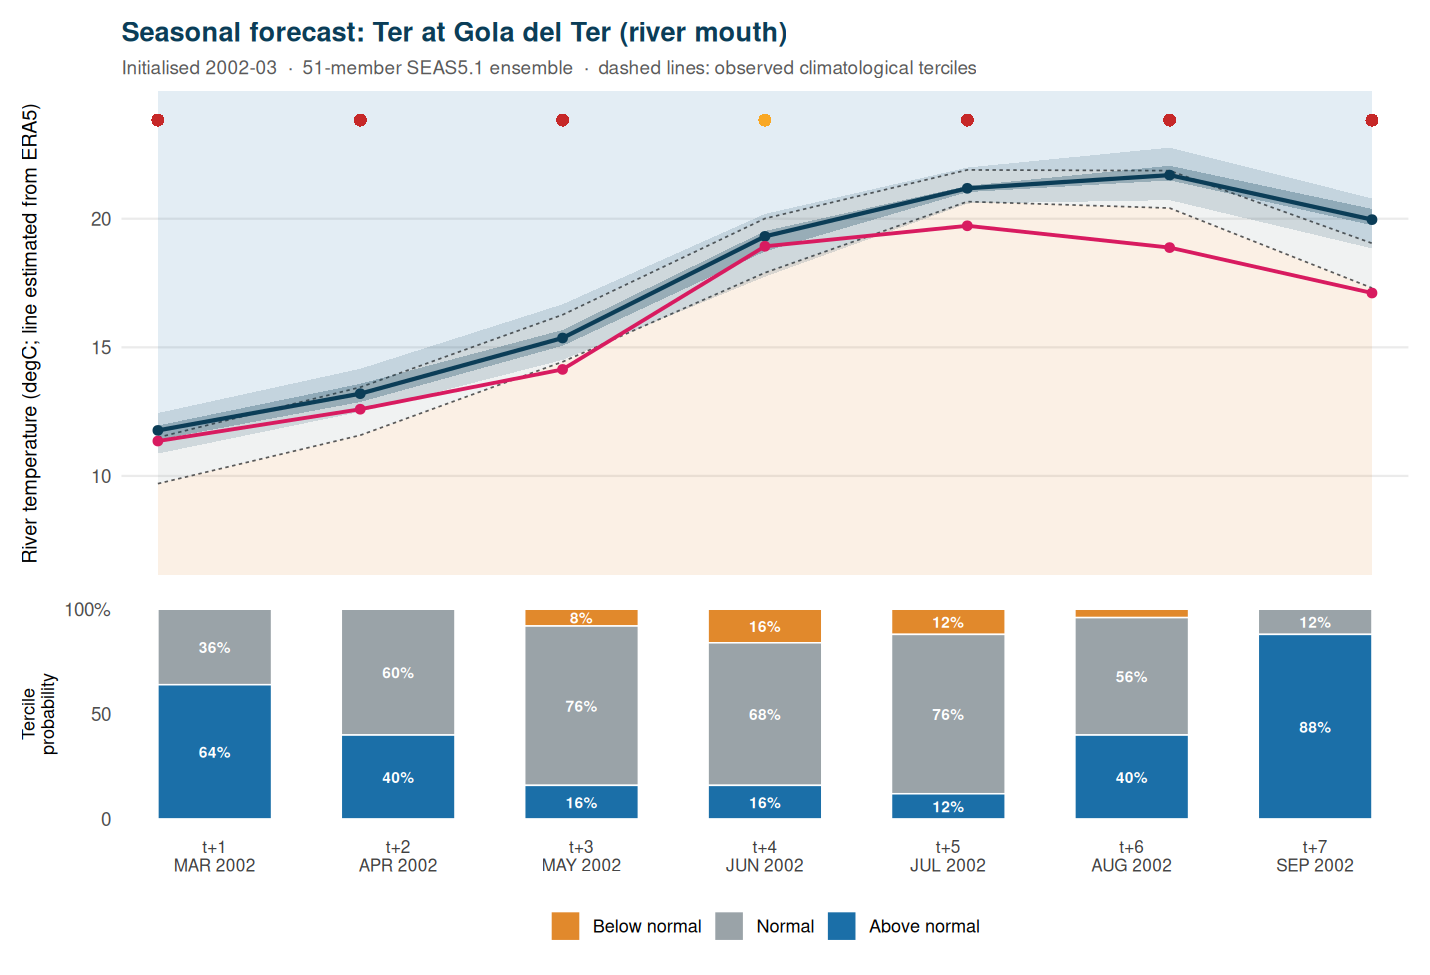 Seasonal forecast: Ter at Gola del Ter (river mouth)
Initialised 2002-03 · 51-member SEAS5.1 ensemble · dashed lines: observed climatological terciles
River temperature (degC; line estimated from ERA5)
20
15
10
Tercile
probability
100%
50
0
36%
64%
60%
40%
8%
76%
16%
16%
68%
16%
12%
76%
12%
56%
40%
12%
88%
t+1
MAR 2002
t+2
APR 2002
t+3
MAY 2002
t+4
JUN 2002
t+5
JUL 2002
t+6
AUG 2002
t+7
SEP 2002
Below normal
Normal
Above normal